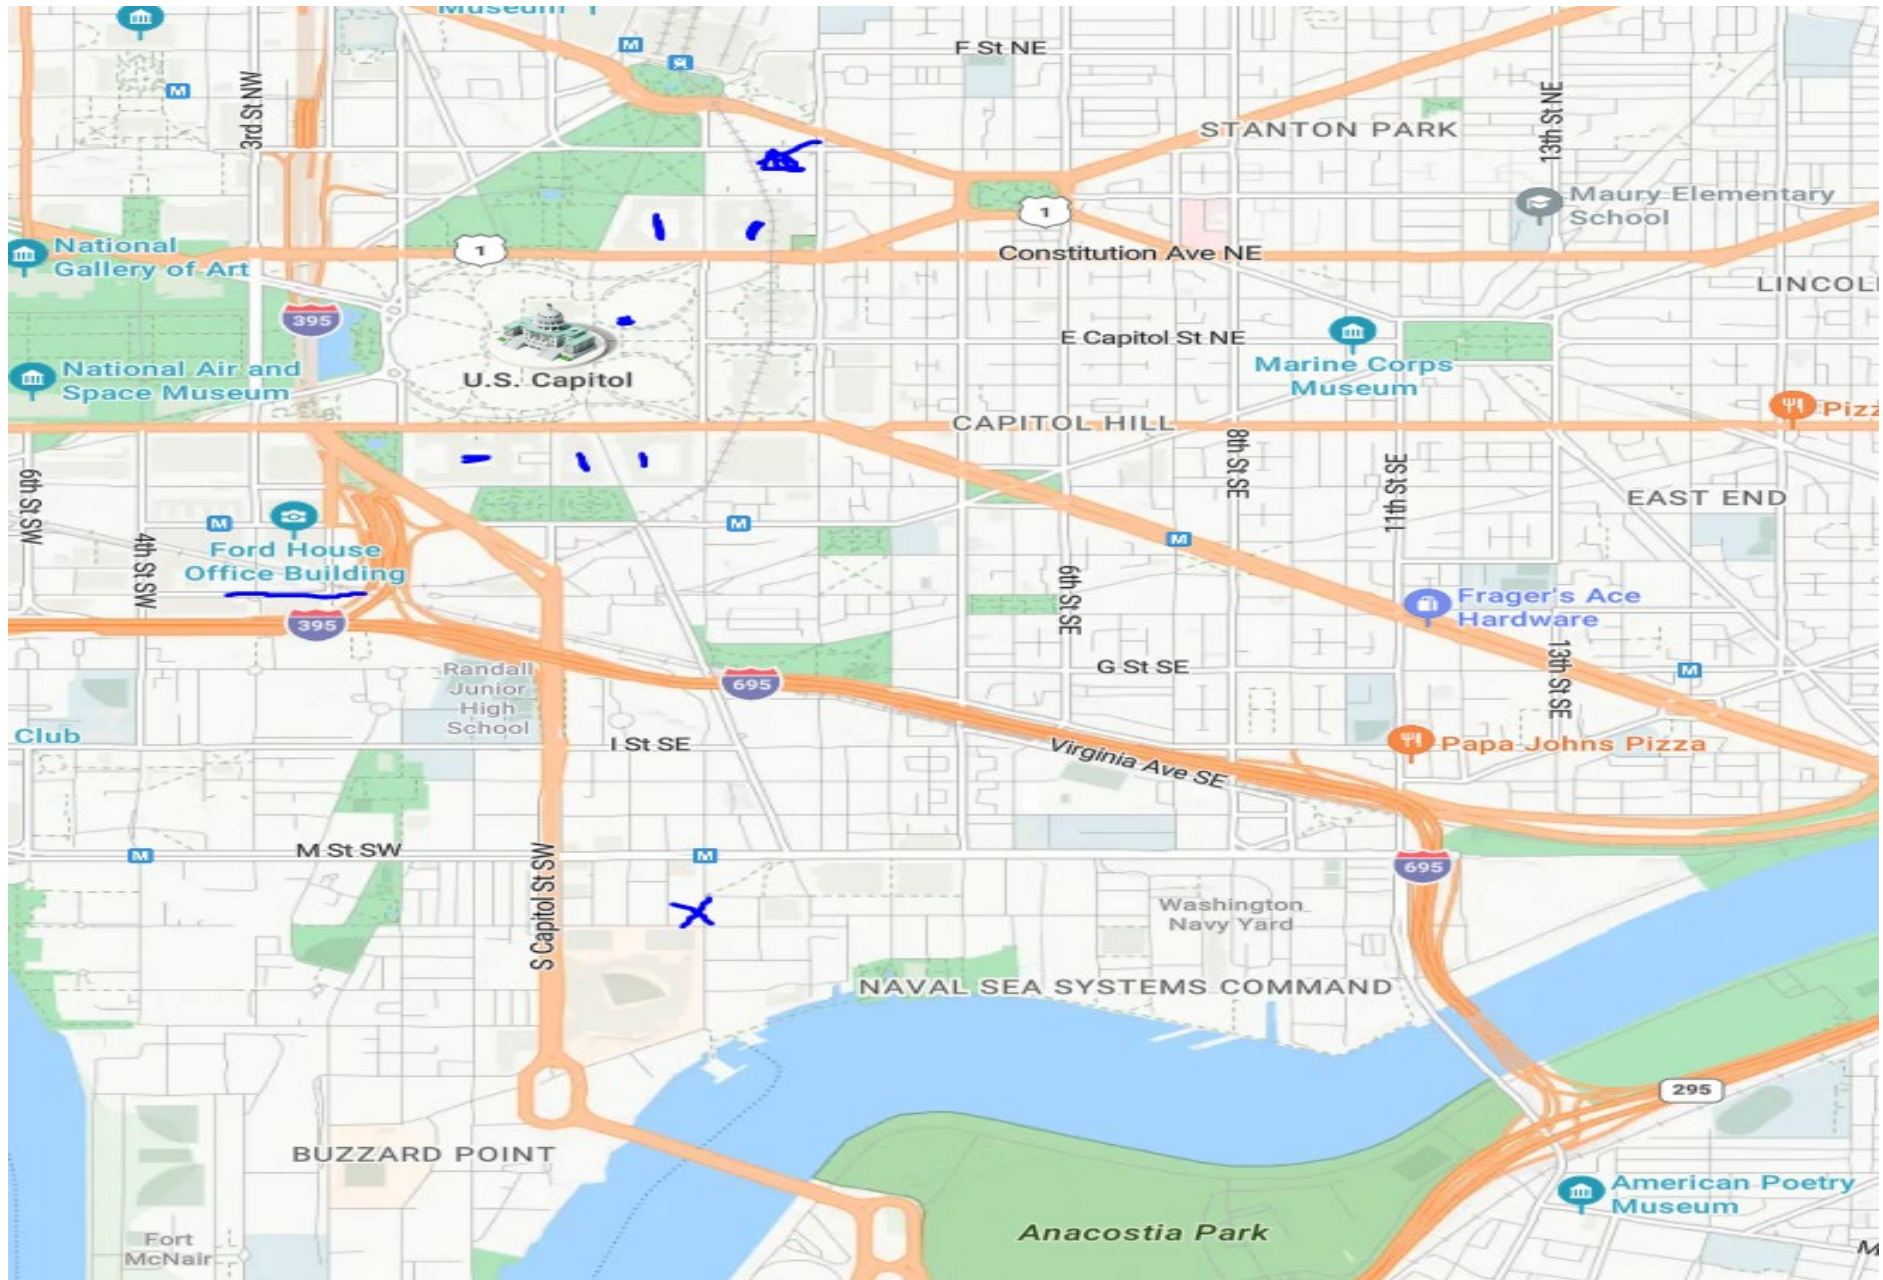 Museum
M
F St NE
M
3rd St NW
13th St NE
STANTON PARK
Maury Elementary
School
1
National
Gallery of Art
1
Constitution Ave NE
LINCOL
395
E Capitol St NE
National Air and
Space Museum
U.S. Capitol
Marine Corps
Museum
Pizz
CAPITOL HILL
6th St SW
8th St SE
11th St SE
EAST END
M
M
M
4th St SW
Ford House
Office Building
6th St SE
Frager's Ace
Hardware
395
Randall
Junior
High
School
G St SE
13th St SE
M
695
Club
I St SE
Virginia Ave SE
Papa Johns Pizza
M St SW
M
M
695
S Capitol St SW
Washington
Navy Yard
NAVAL SEA SYSTEMS COMMAND
295
BUZZARD POINT
American Poetry
Museum
Anacostia Park
Fort
McNair
M